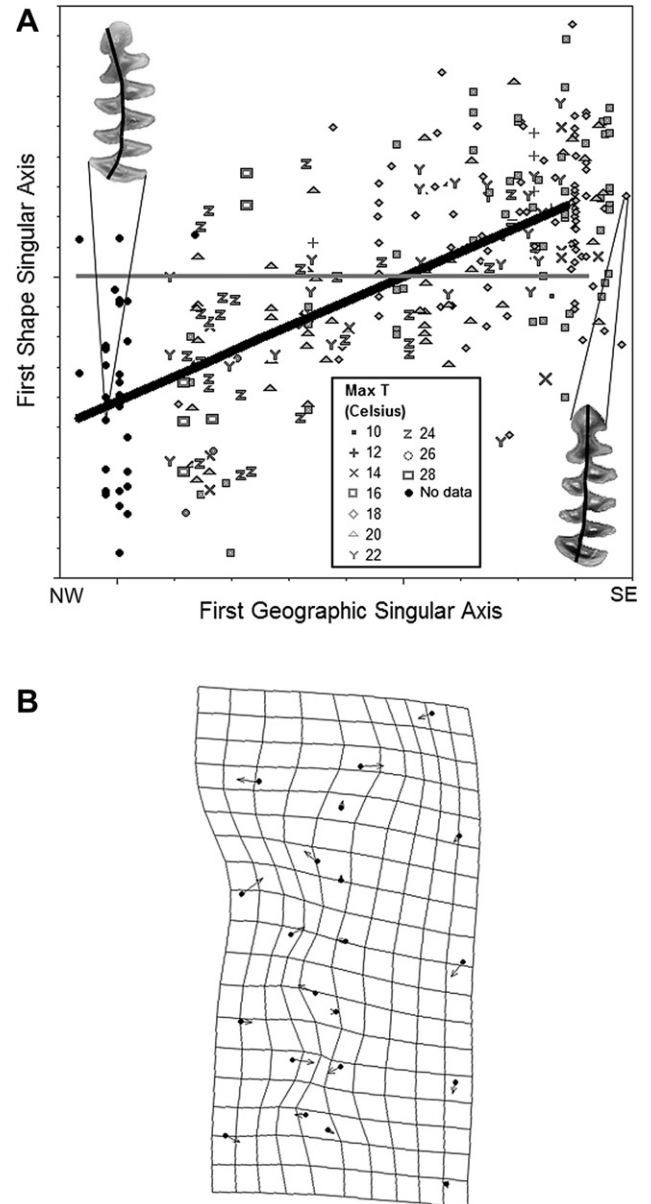 A
First Shape Singular Axis
Max T
(Celsius)
10
12
14
16
18
20
22
24
26
28
No data
NW
First Geographic Singular Axis
SE
B